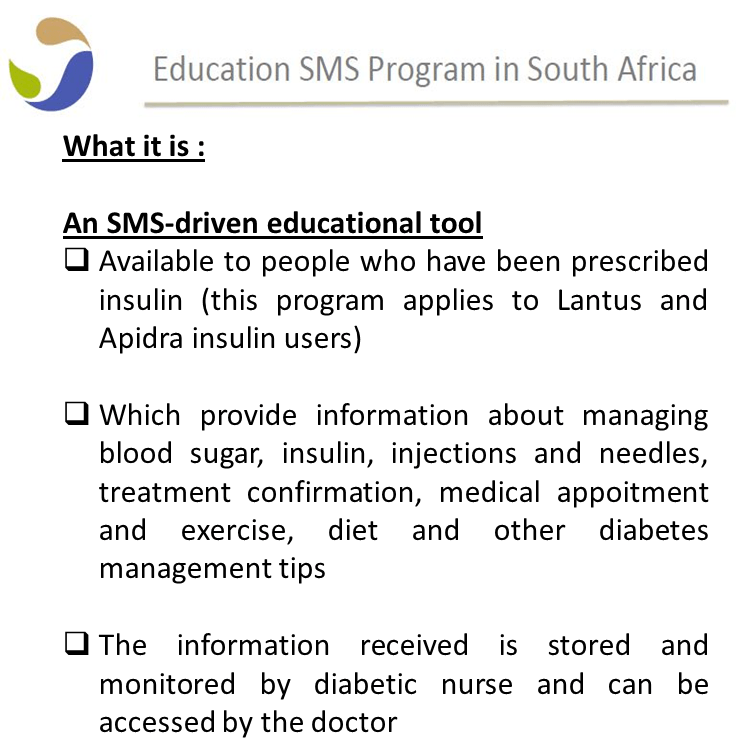 Education SMS Program in South Africa
What it is :
An SMS-driven educational tool
Available to people who have been prescribed
insulin (this program applies to Lantus and
Apidra insulin users)
Which provide information about managing
blood sugar, insulin, injections and needles,
treatment confirmation, medical appoitment
and exercise, diet and other diabetes
management tips
The information received is stored and
monitored by diabetic nurse and can be
accessed by the doctor